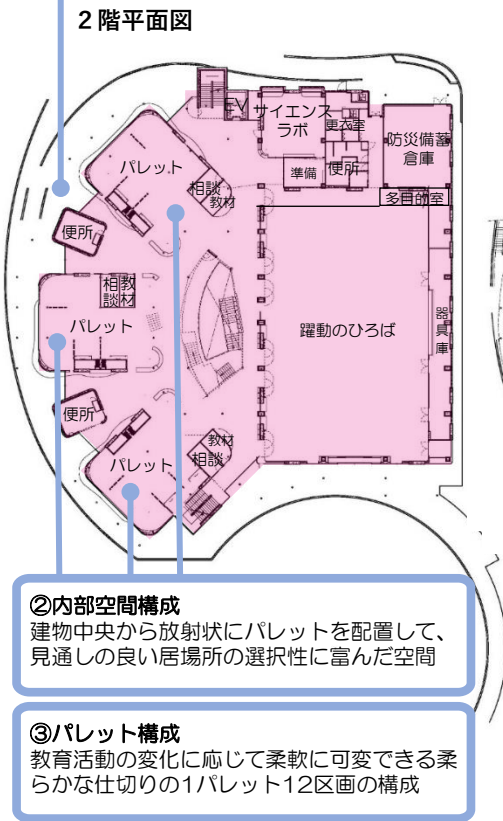 2階平面図
EV
サイエンス
ラボ
更衣室
防災備蓄
倉庫
パレット
相談
教材
準備
便所
多目的室
便所
相談
教材
パレット
躍動のひろば
器具庫
便所
教材
相談
パレット
②内部空間構成
建物中央から放射状にパレットを配置して、
見通しの良い居場所の選択性に富んだ空間
③パレット構成
教育活動の変化に応じて柔軟に可変できる柔
らかな仕切りの1パレット12区画の構成